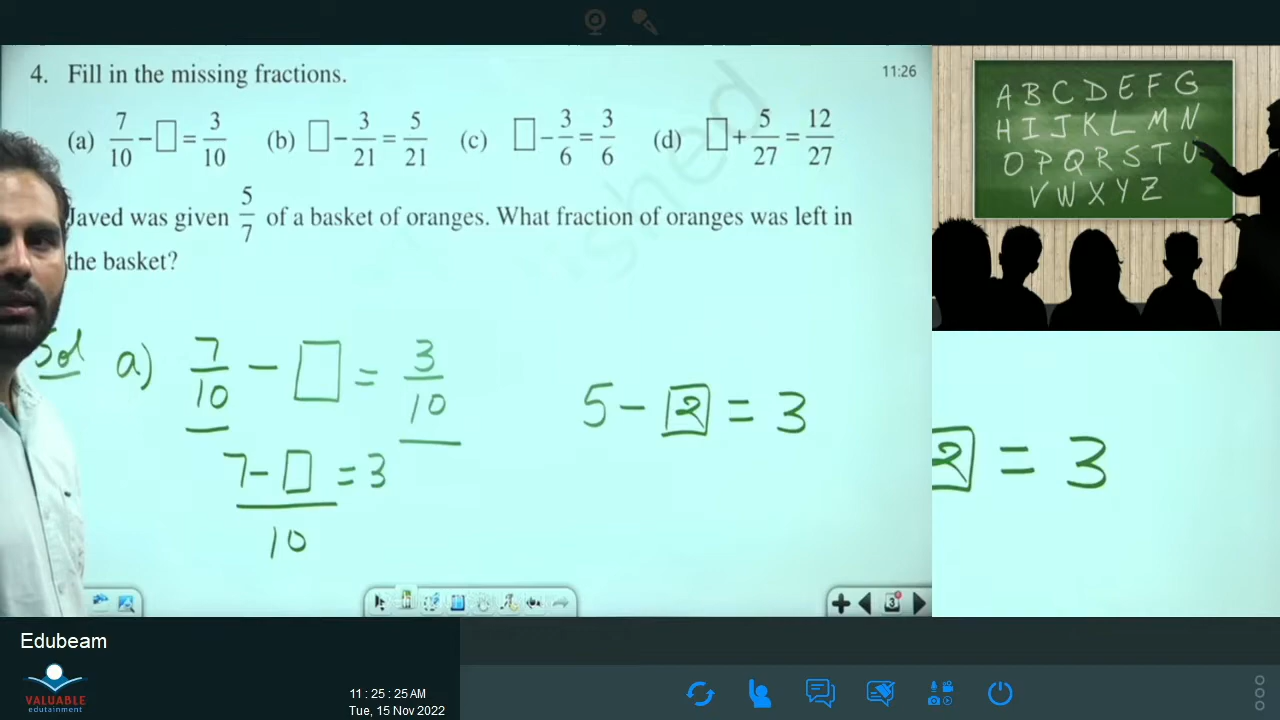 4. Fill in the missing fractions.
11:26
(a) 7/10 − □ = 3/10 (b) □ − 3/21 = 5/21 (c) □ − 3/6 = 3/6 (d) □ + 5/27 = 12/27
Javed was given 5/7 of a basket of oranges. What fraction of oranges was left in
the basket?
shed
Sol a) 7/10 − □ = 3/10
7 − □ = 3
10
5 − 2 = 3
A B C D E F G
H I J K L M N
O P Q R S T U
V W X Y Z
2 = 3
3
Edubeam
VALUABLE
edutainment
11 : 25 : 25 AM
Tue, 15 Nov 2022